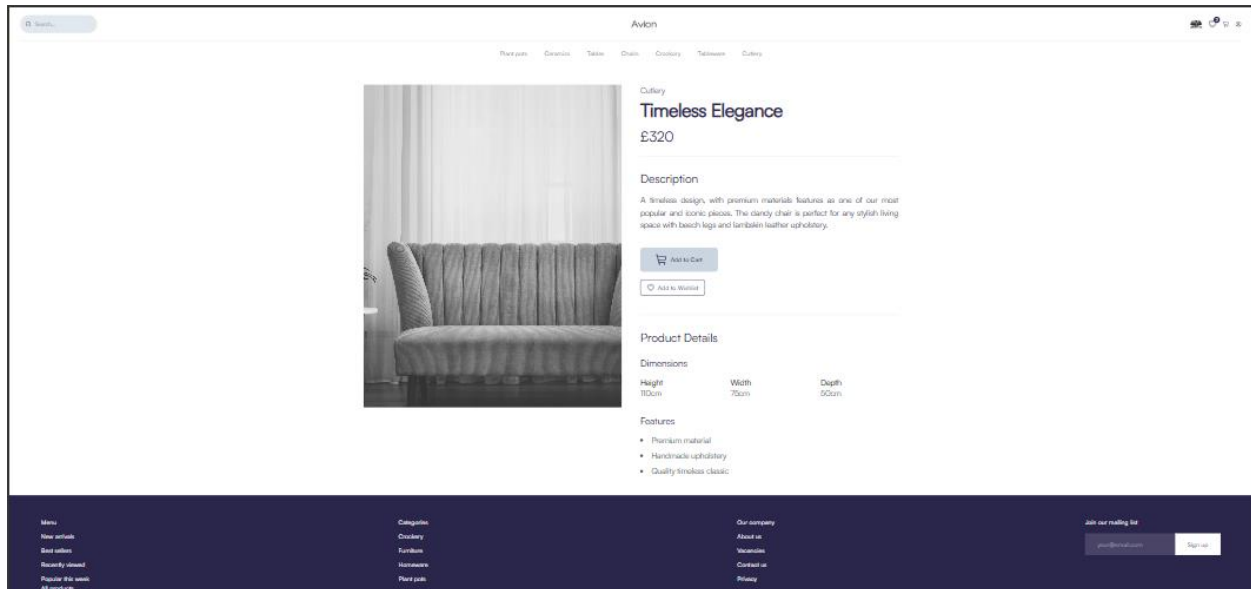 Search...
Avion
Plant pots Ceramics Tables Chairs Crockery Tableware Cutlery
Cutlery
Timeless Elegance
£320
Description
A timeless design, with premium materials features as one of our most
popular and iconic pieces. The dandy chair is perfect for any stylish living
space with beech legs and lambskin leather upholstery.
Add to Cart
Add to Wishlist
Product Details
Dimensions
Height Width Depth
110cm 75cm 50cm
Features
Premium material
Handmade upholstery
Quality timeless classic
Menu
New arrivals
Best sellers
Recently viewed
Popular this week
All products
Categories
Crockery
Furniture
Homeware
Plant pots
Our company
About us
Vacancies
Contact us
Privacy
Join our mailing list
your@email.com Sign up